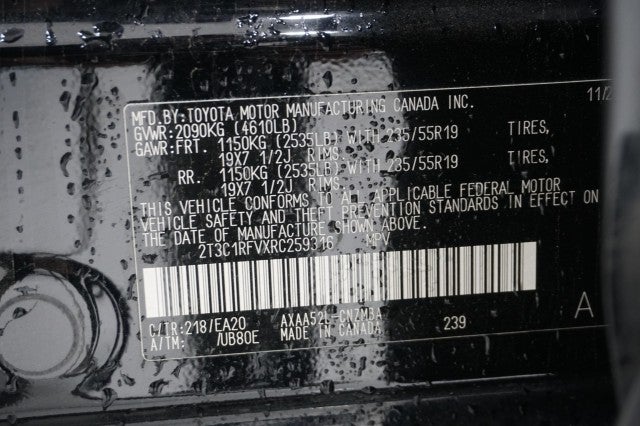 MFD.BY:TOYOTA MOTOR MANUFACTURING CANADA INC. 11/2
GVWR:2090KG (4610LB)
GAWR:FRT. 1150KG (2535LB) WITH 235/55R19 TIRES,
19X7 1/2J RIMS.
RR. 1150KG (2535LB) WITH 235/55R19 TIRES,
19X7 1/2J RIMS.
THIS VEHICLE CONFORMS TO ALL APPLICABLE FEDERAL MOTOR
VEHICLE SAFETY AND THEFT PREVENTION STANDARDS IN EFFECT ON
THE DATE OF MANUFACTURE SHOWN ABOVE.
2T3C1RFVXRC259316 MPV
C/TR:218/EA20 AXAA52L-CNZMBA 239 A
A/TM: /UB80E MADE IN CANADA